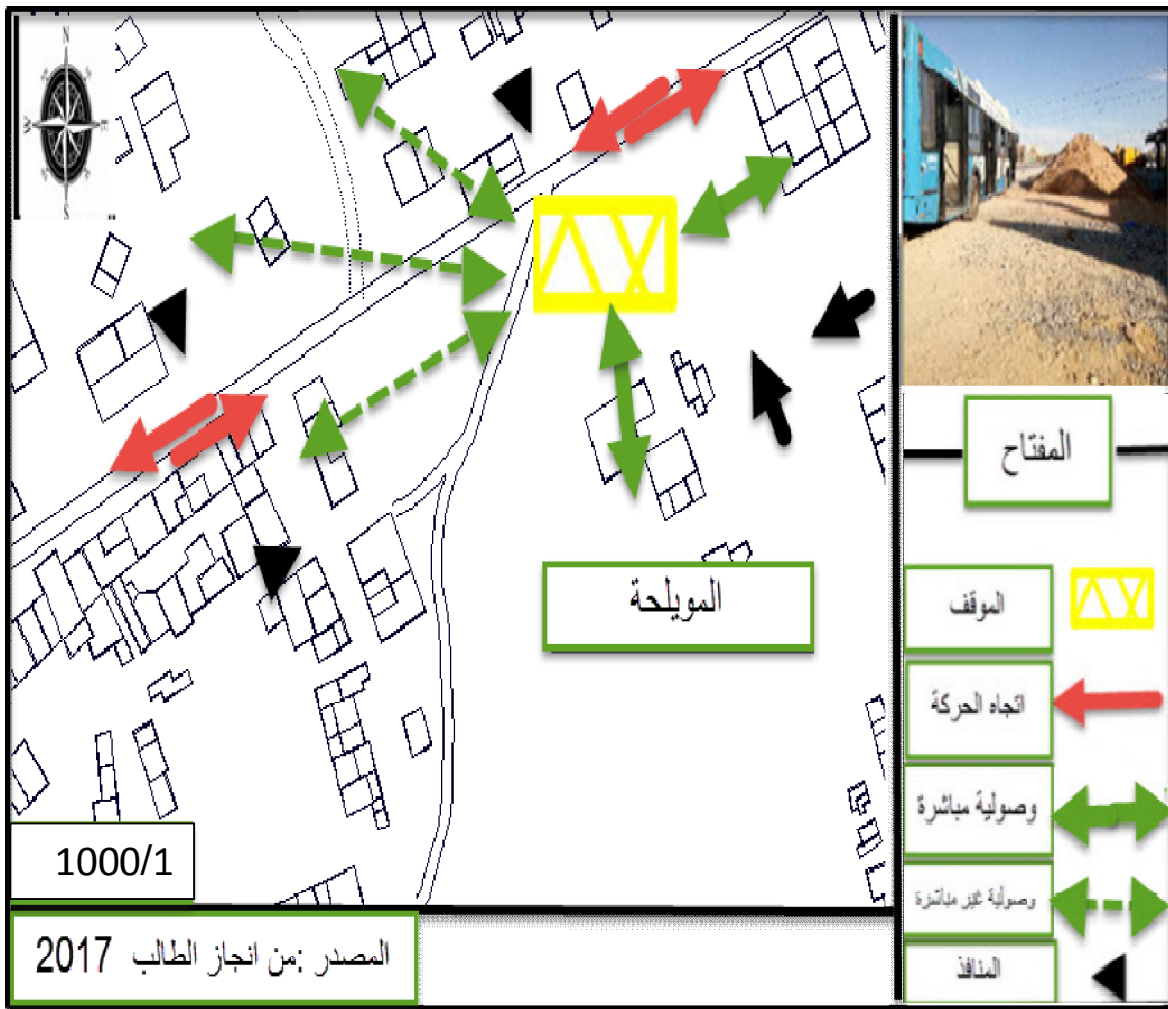 N
W
E
S
المويلحة
1000/1
المصدر :من انجاز الطالب 2017
المفتاح
الموقف
اتجاه الحركة
وصولية مباشرة
وصولية غير مباشرة
المنافذ